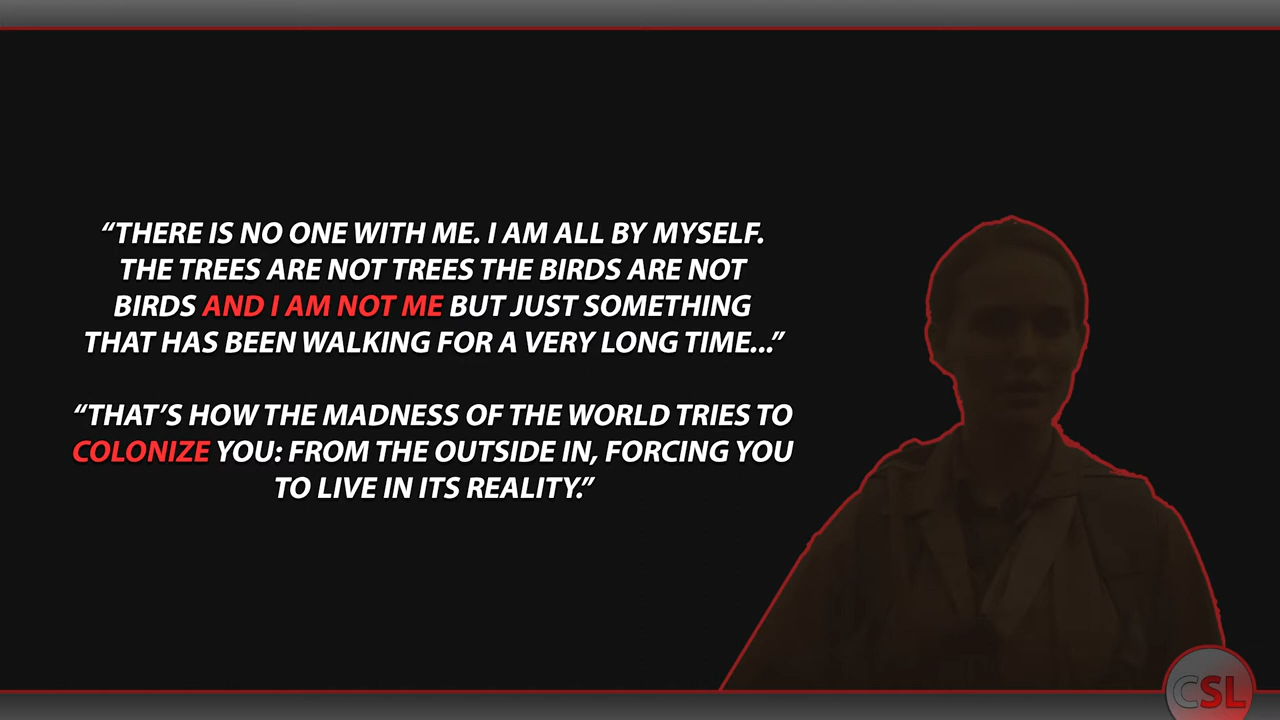 “THERE IS NO ONE WITH ME. I AM ALL BY MYSELF.
THE TREES ARE NOT TREES THE BIRDS ARE NOT
BIRDS AND I AM NOT ME BUT JUST SOMETHING
THAT HAS BEEN WALKING FOR A VERY LONG TIME...”
“THAT’S HOW THE MADNESS OF THE WORLD TRIES TO
COLONIZE YOU: FROM THE OUTSIDE IN, FORCING YOU
TO LIVE IN ITS REALITY.”
CSL